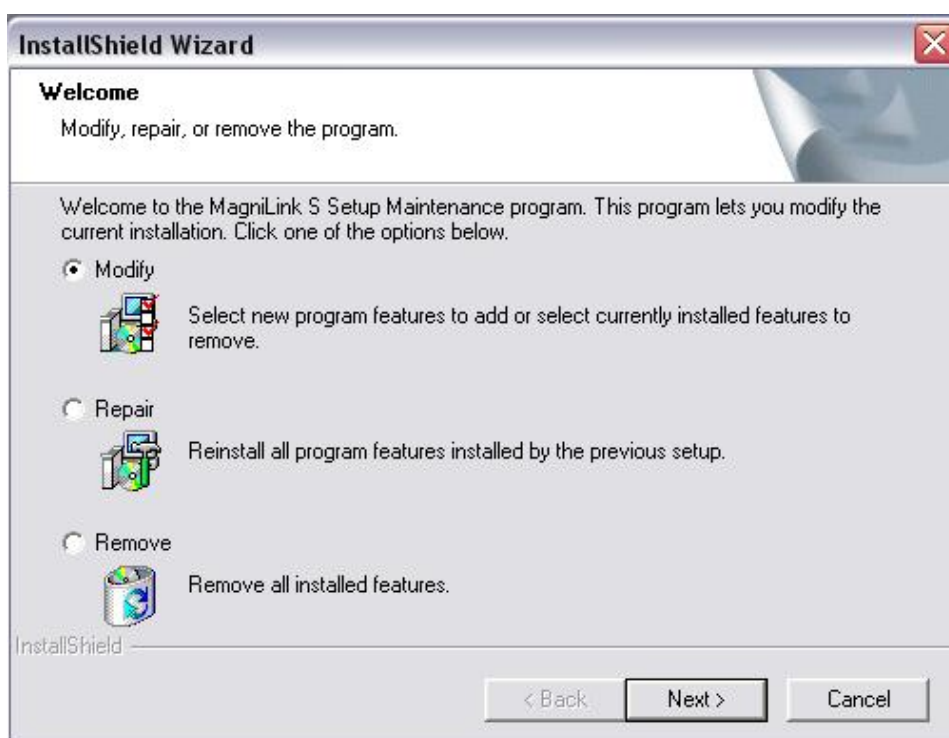 InstallShield Wizard
Welcome
Modify, repair, or remove the program.
Welcome to the MagniLink S Setup Maintenance program. This program lets you modify the
current installation. Click one of the options below.
Modify
Select new program features to add or select currently installed features to
remove.
Repair
Reinstall all program features installed by the previous setup.
Remove
Remove all installed features.
InstallShield
< Back
Next >
Cancel